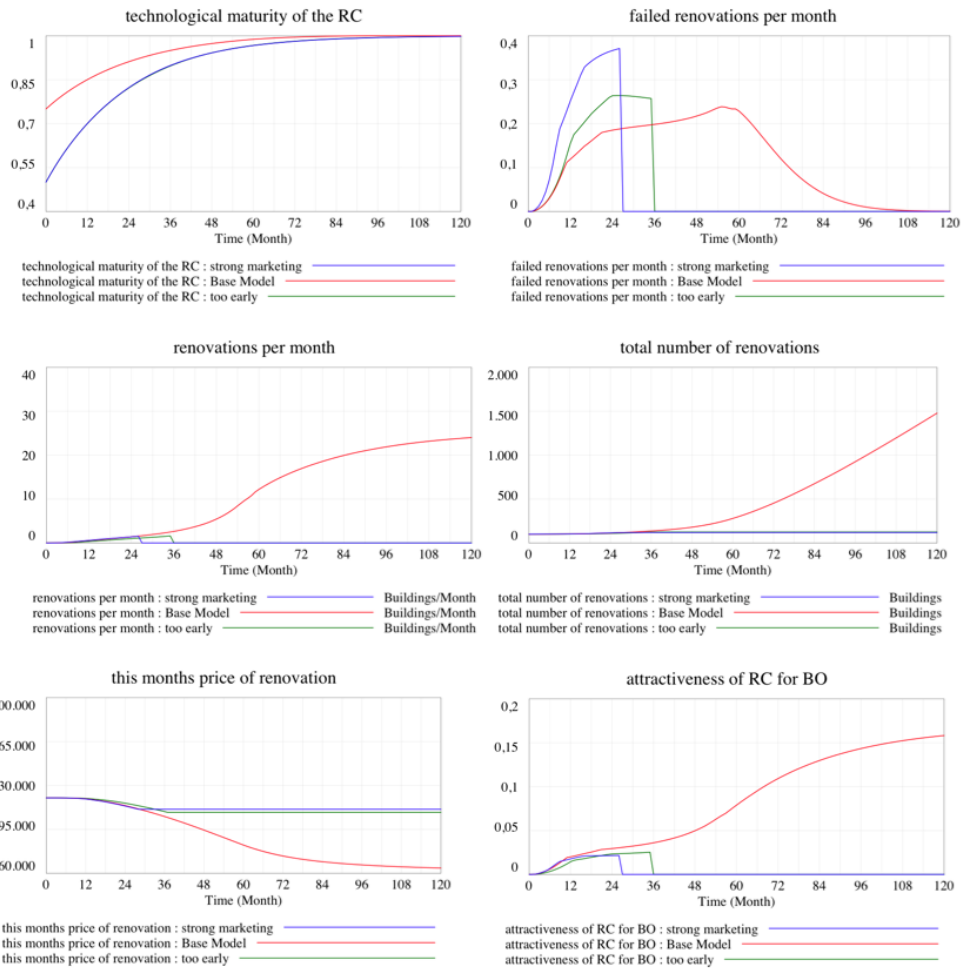 technological maturity of the RC
1
0,85
0,7
0,55
0,4
0 12 24 36 48 60 72 84 96 108 120
Time (Month)
technological maturity of the RC : strong marketing
technological maturity of the RC : Base Model
technological maturity of the RC : too early
failed renovations per month
0,4
0,3
0,2
0,1
0
0 12 24 36 48 60 72 84 96 108 120
Time (Month)
failed renovations per month : strong marketing
failed renovations per month : Base Model
failed renovations per month : too early
renovations per month
40
30
20
10
0
0 12 24 36 48 60 72 84 96 108 120
Time (Month)
renovations per month : strong marketing Buildings/Month
renovations per month : Base Model Buildings/Month
renovations per month : too early Buildings/Month
total number of renovations
2.000
1.500
1.000
500
0
0 12 24 36 48 60 72 84 96 108 120
Time (Month)
total number of renovations : strong marketing Buildings
total number of renovations : Base Model Buildings
total number of renovations : too early Buildings
this months price of renovation
00.000
65.000
30.000
95.000
60.000
0 12 24 36 48 60 72 84 96 108 120
Time (Month)
this months price of renovation : strong marketing
this months price of renovation : Base Model
this months price of renovation : too early
attractiveness of RC for BO
0,2
0,15
0,1
0,05
0
0 12 24 36 48 60 72 84 96 108 120
Time (Month)
attractiveness of RC for BO : strong marketing
attractiveness of RC for BO : Base Model
attractiveness of RC for BO : too early